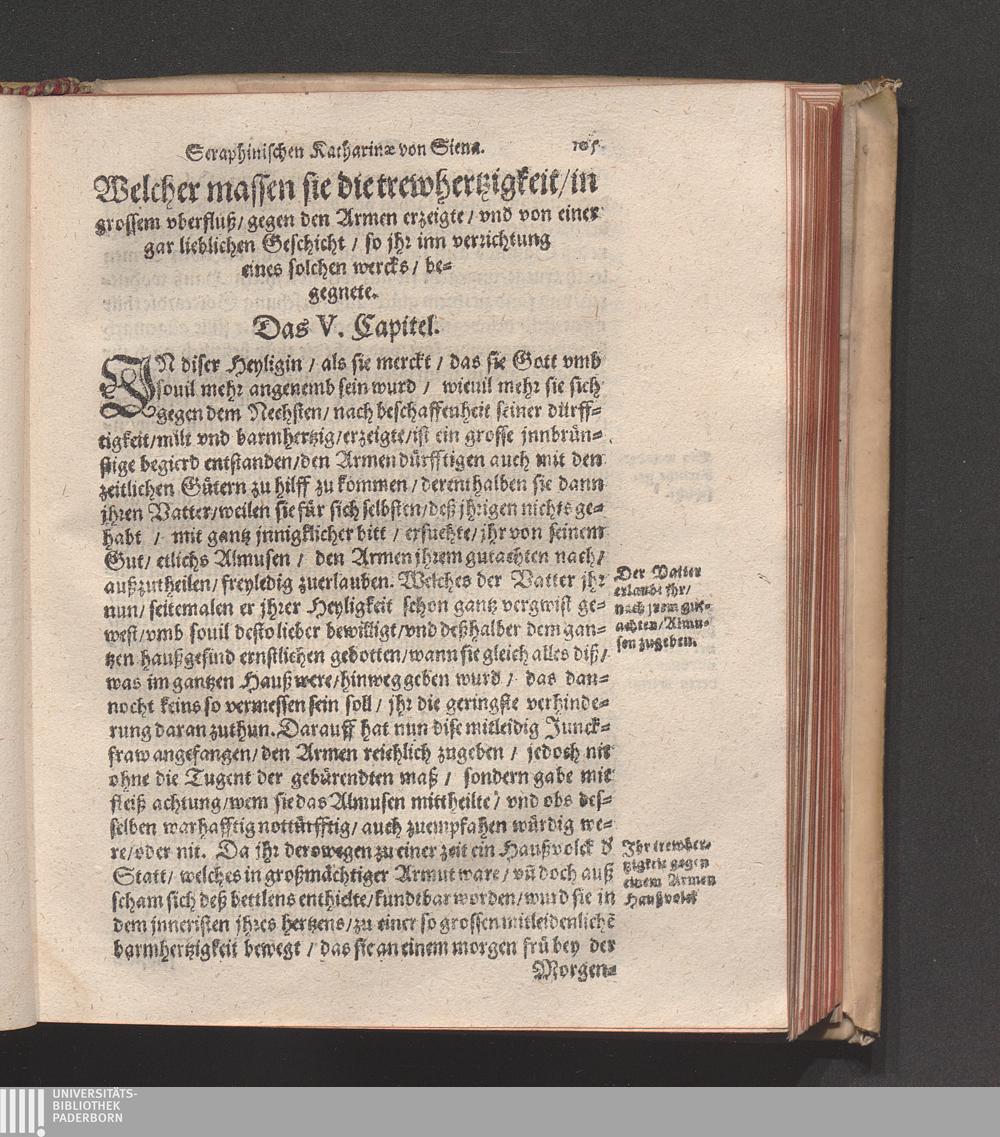 Seraphinischen Katharinæ von Siena. 105.
Welcher massen sie die trewhertzigkeit/in
grossem vberfluß/ gegen den Armen erzeigte/ vnd von einer
gar lieblichen Geschicht / so jhr inn verrichtung
eines solchen wercks/ be-
gegnete.
Das V. Capitel.
IN diser Heyligin / als sie merckt / das sie Gott vmb
souil mehr angenemb sein wurd / wieuil mehr sie sich
gegen dem Nechsten/ nach beschaffenheit seiner dürff-
tigkeit/milt vnd barmhertzig/erzeigte/ist ein grosse jnnbrün-
stige begierd entstanden/den Armen dürfftigen auch mit den
zeitlichen Gütern zu hilff zu kommen / derenthalben sie dann
jhren Vatter/weilen sie für sich selbsten/deß jhrigen nichts ge-
habt / mit gantz jnnigklicher bitt / ersuchte/jhr von seinem
Gut/ etlichs Almusen / den Armen jhrem gutachten nach/
außzutheilen/ freyledig zuerlauben. Welches der Vatter jhr
nun/ seitemalen er jhrer Heyligkeit schon gantz vergwist ge-
west/vmb souil desto lieber bewilligt/vnd deßhalber dem gan-
tzen haußgesind ernstlichen gebotten/wann sie gleich alles diß/
was im gantzen Hauß were/hinweg geben wurd / das dan-
nocht keins so vermessen sein soll / jhr die geringste verhinde-
rung daran zuthun. Darauff hat nun dise mitleidig Junck-
fraw angefangen/den Armen reichlich zugeben / jedoch nit
ohne die Tugent der gebürendten maß / sondern gabe mit
fleiß achtung/wem sie das Almusen mittheilte/ vnd obs des-
selben warhafftig nottürfftig/ auch zuempfahen würdig we-
re/oder nit. Da jhr derowegen zu einer zeit ein Haußvolck d'
Statt/ welches in großmächtiger Armut ware/ vñ doch auß
scham sich deß bettlens enthielte/kundtbar worden/wurd sie in
dem jnneristen jhres hertzens/zu einer so grossen mitleidenlichẽ
barmhertzigkeit bewegt / das sie an einem morgen frü bey der
Morgen-
Der Vatter
erlaubt jhr/
nach jrem gut-
achten/Almu-
sen zugeben.
Ihr trewher-
tzigkeit gegen
einem Armen
Haußvolck
UNIVERSITÄTS-
BIBLIOTHEK
PADERBORN